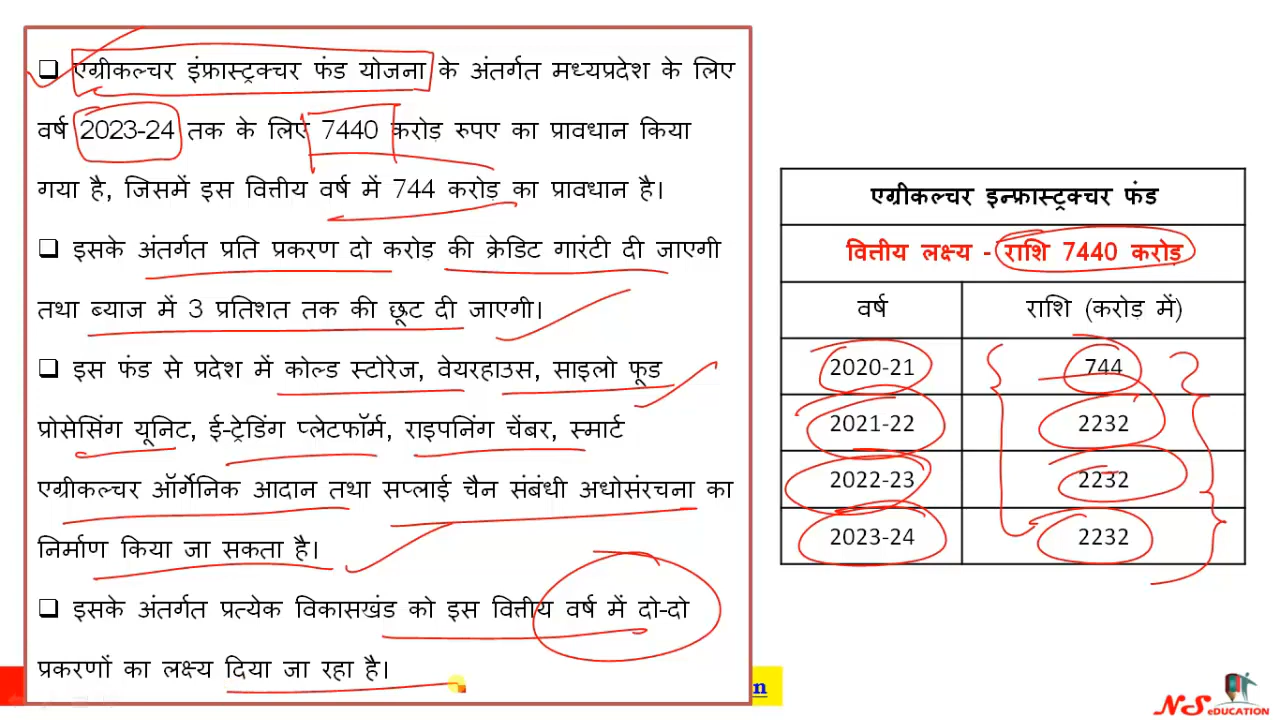 ❑ एग्रीकल्चर इंफ्रास्ट्रक्चर फंड योजना के अंतर्गत मध्यप्रदेश के लिए
वर्ष 2023-24 तक के लिए 7440 करोड़ रुपए का प्रावधान किया
गया है, जिसमें इस वित्तीय वर्ष में 744 करोड़ का प्रावधान है।
❑ इसके अंतर्गत प्रति प्रकरण दो करोड़ की क्रेडिट गारंटी दी जाएगी
तथा ब्याज में 3 प्रतिशत तक की छूट दी जाएगी।
❑ इस फंड से प्रदेश में कोल्ड स्टोरेज, वेयरहाउस, साइलो फूड
प्रोसेसिंग यूनिट, ई-ट्रेडिंग प्लेटफॉर्म, राइपनिंग चेंबर, स्मार्ट
एग्रीकल्चर ऑर्गेनिक आदान तथा सप्लाई चैन संबंधी अधोसंरचना का
निर्माण किया जा सकता है।
❑ इसके अंतर्गत प्रत्येक विकासखंड को इस वित्तीय वर्ष में दो-दो
प्रकरणों का लक्ष्य दिया जा रहा है।
एग्रीकल्चर इन्फ्रास्ट्रक्चर फंड
वित्तीय लक्ष्य - राशि 7440 करोड़
वर्ष राशि (करोड़ में)
2020-21 744
2021-22 2232
2022-23 2232
2023-24 2232
NS EDUCATION